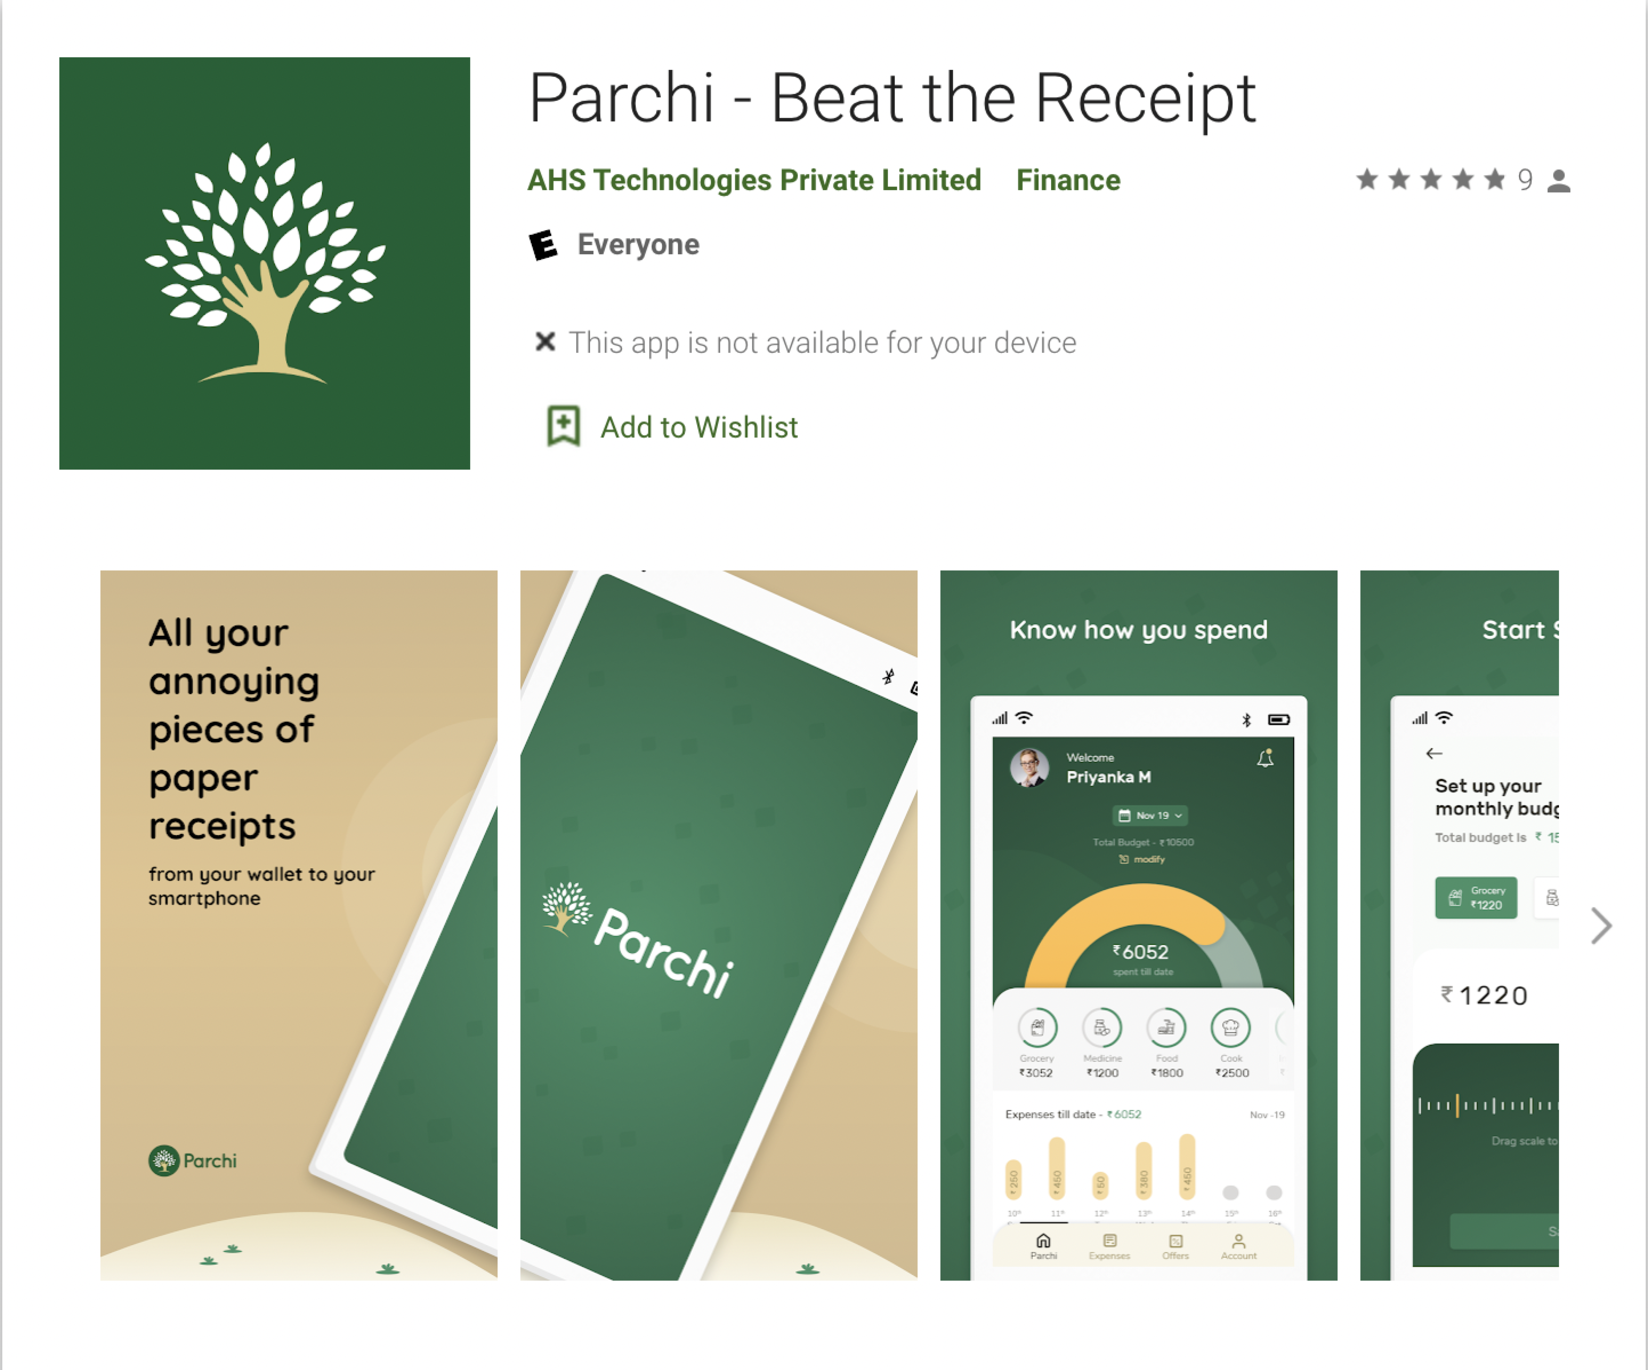 Parchi - Beat the Receipt
AHS Technologies Private Limited Finance
9
E Everyone
This app is not available for your device
Add to Wishlist
All your
annoying
pieces of
paper
receipts
from your wallet to your
smartphone
Parchi
Parchi
Know how you spend
Welcome
Priyanka M
Nov 19
Total Budget - ₹10500
modify
₹6052
spent till date
Grocery Medicine Food Cook
₹3052 ₹1200 ₹1800 ₹2500
Expenses till date - ₹6052 Nov -19
₹250 ₹450 ₹50 ₹380 ₹450
10th 11th 12th 13th 14th 15th 16th
Parchi Expenses Offers Account
Start S
Set up your
monthly budg
Total budget is ₹ 15
Grocery
₹1220
₹1220
Drag scale to